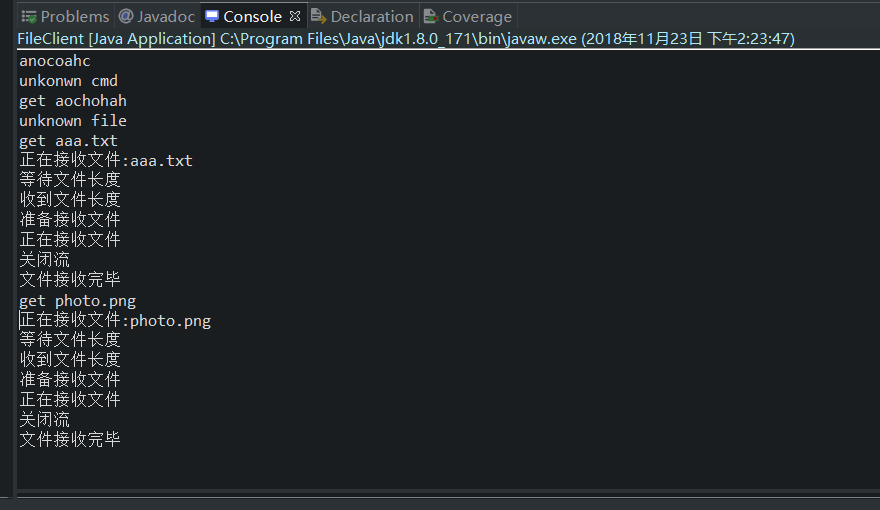 Problems @ Javadoc Console Declaration Coverage
FileClient [Java Application] C:\Program Files\Java\jdk1.8.0_171\bin\javaw.exe (2018年11月23日 下午2:23:47)
anocoahc
unkonwn cmd
get aochohah
unknown file
get aaa.txt
正在接收文件:aaa.txt
等待文件长度
收到文件长度
准备接收文件
正在接收文件
关闭流
文件接收完毕
get photo.png
正在接收文件:photo.png
等待文件长度
收到文件长度
准备接收文件
正在接收文件
关闭流
文件接收完毕